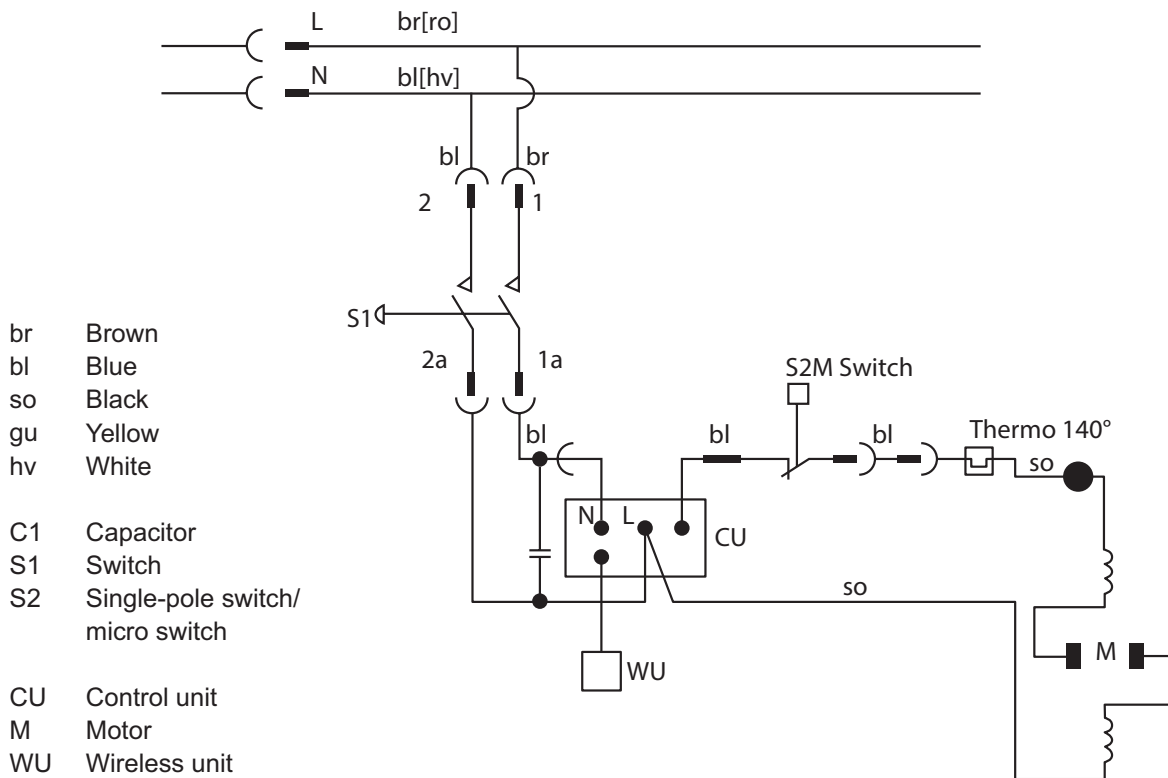 L br[ro]
N bl[hv]
bl br
2 1
S1
2a 1a
S2M Switch
bl bl bl Thermo 140°
so
N L
CU
so
M
WU
br Brown
bl Blue
so Black
gu Yellow
hv White
C1 Capacitor
S1 Switch
S2 Single-pole switch/
micro switch
CU Control unit
M Motor
WU Wireless unit